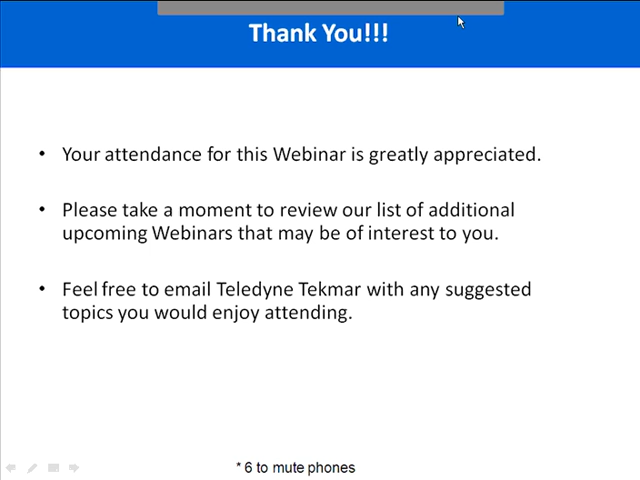 Thank You!!!
• Your attendance for this Webinar is greatly appreciated.
• Please take a moment to review our list of additional
upcoming Webinars that may be of interest to you.
• Feel free to email Teledyne Tekmar with any suggested
topics you would enjoy attending.
* 6 to mute phones